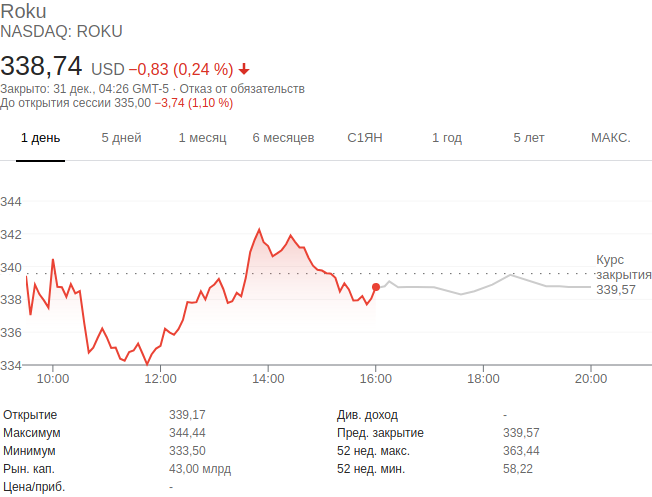 Roku
NASDAQ: ROKU
338,74 USD −0,83 (0,24 %)
Закрыто: 31 дек., 04:26 GMT-5 · Отказ от обязательств
До открытия сессии 335,00 −3,74 (1,10 %)
1 день 5 дней 1 месяц 6 месяцев С1ЯН 1 год 5 лет МАКС.
344
342
340
338
336
334
Курс
закрытия
339,57
10:00 12:00 14:00 16:00 18:00 20:00
Открытие 339,17 Див. доход -
Максимум 344,44 Пред. закрытие 339,57
Минимум 333,50 52 нед. макс. 363,44
Рын. кап. 43,00 млрд 52 нед. мин. 58,22
Цена/приб. -